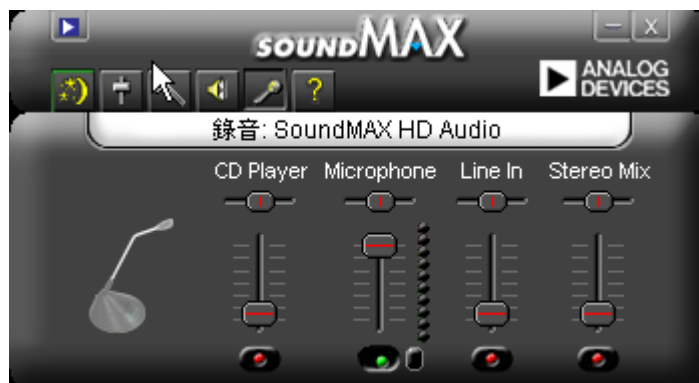 SOUNDMAX
ANALOG DEVICES
?
錄音: SoundMAX HD Audio
CD Player Microphone Line In Stereo Mix